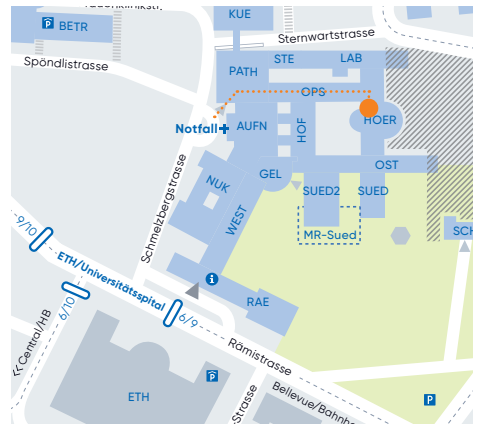 KUE
P
BETR
Sternwartstrasse
Spöndlistrasse
STE
LAB
PATH
OPS
Notfall
AUFN
HOF
HOER
OST
GEL
NUK
SUED2
SUED
Schmelzbergstrasse
WEST
MR-Sued
SCH
9/10
ETH/Universitätsspital
i
6/10
6/9
RAE
<<Central/HB
Rämistrasse
P
ETH
-Strasse
Bellevue/Bahnho
P